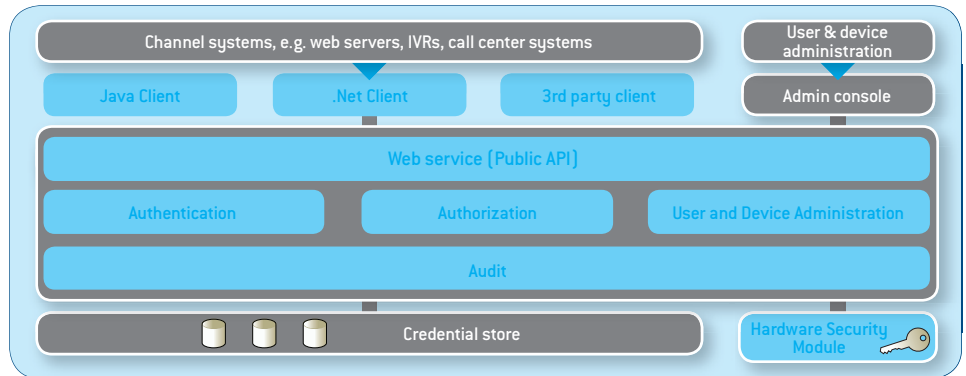 Channel systems, e.g. web servers, IVRs, call center systems
User & device
administration
Java Client
.Net Client
3rd party client
Admin console
Web service (Public API)
Authentication
Authorization
User and Device Administration
Audit
Credential store
Hardware Security
Module